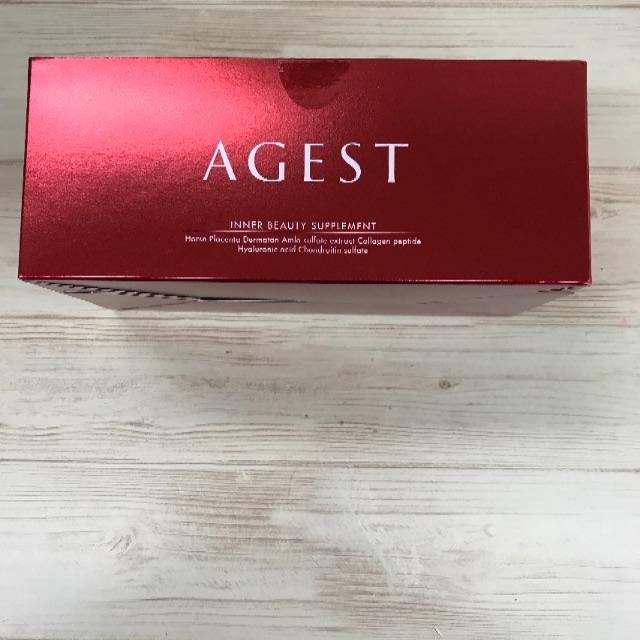 AGEST
INNER BEAUTY SUPPLEMENT
Horse Placenta Dermatan Amla sulfate extract Collagen peptide
Hyaluronic acid Chondroitin sulfate